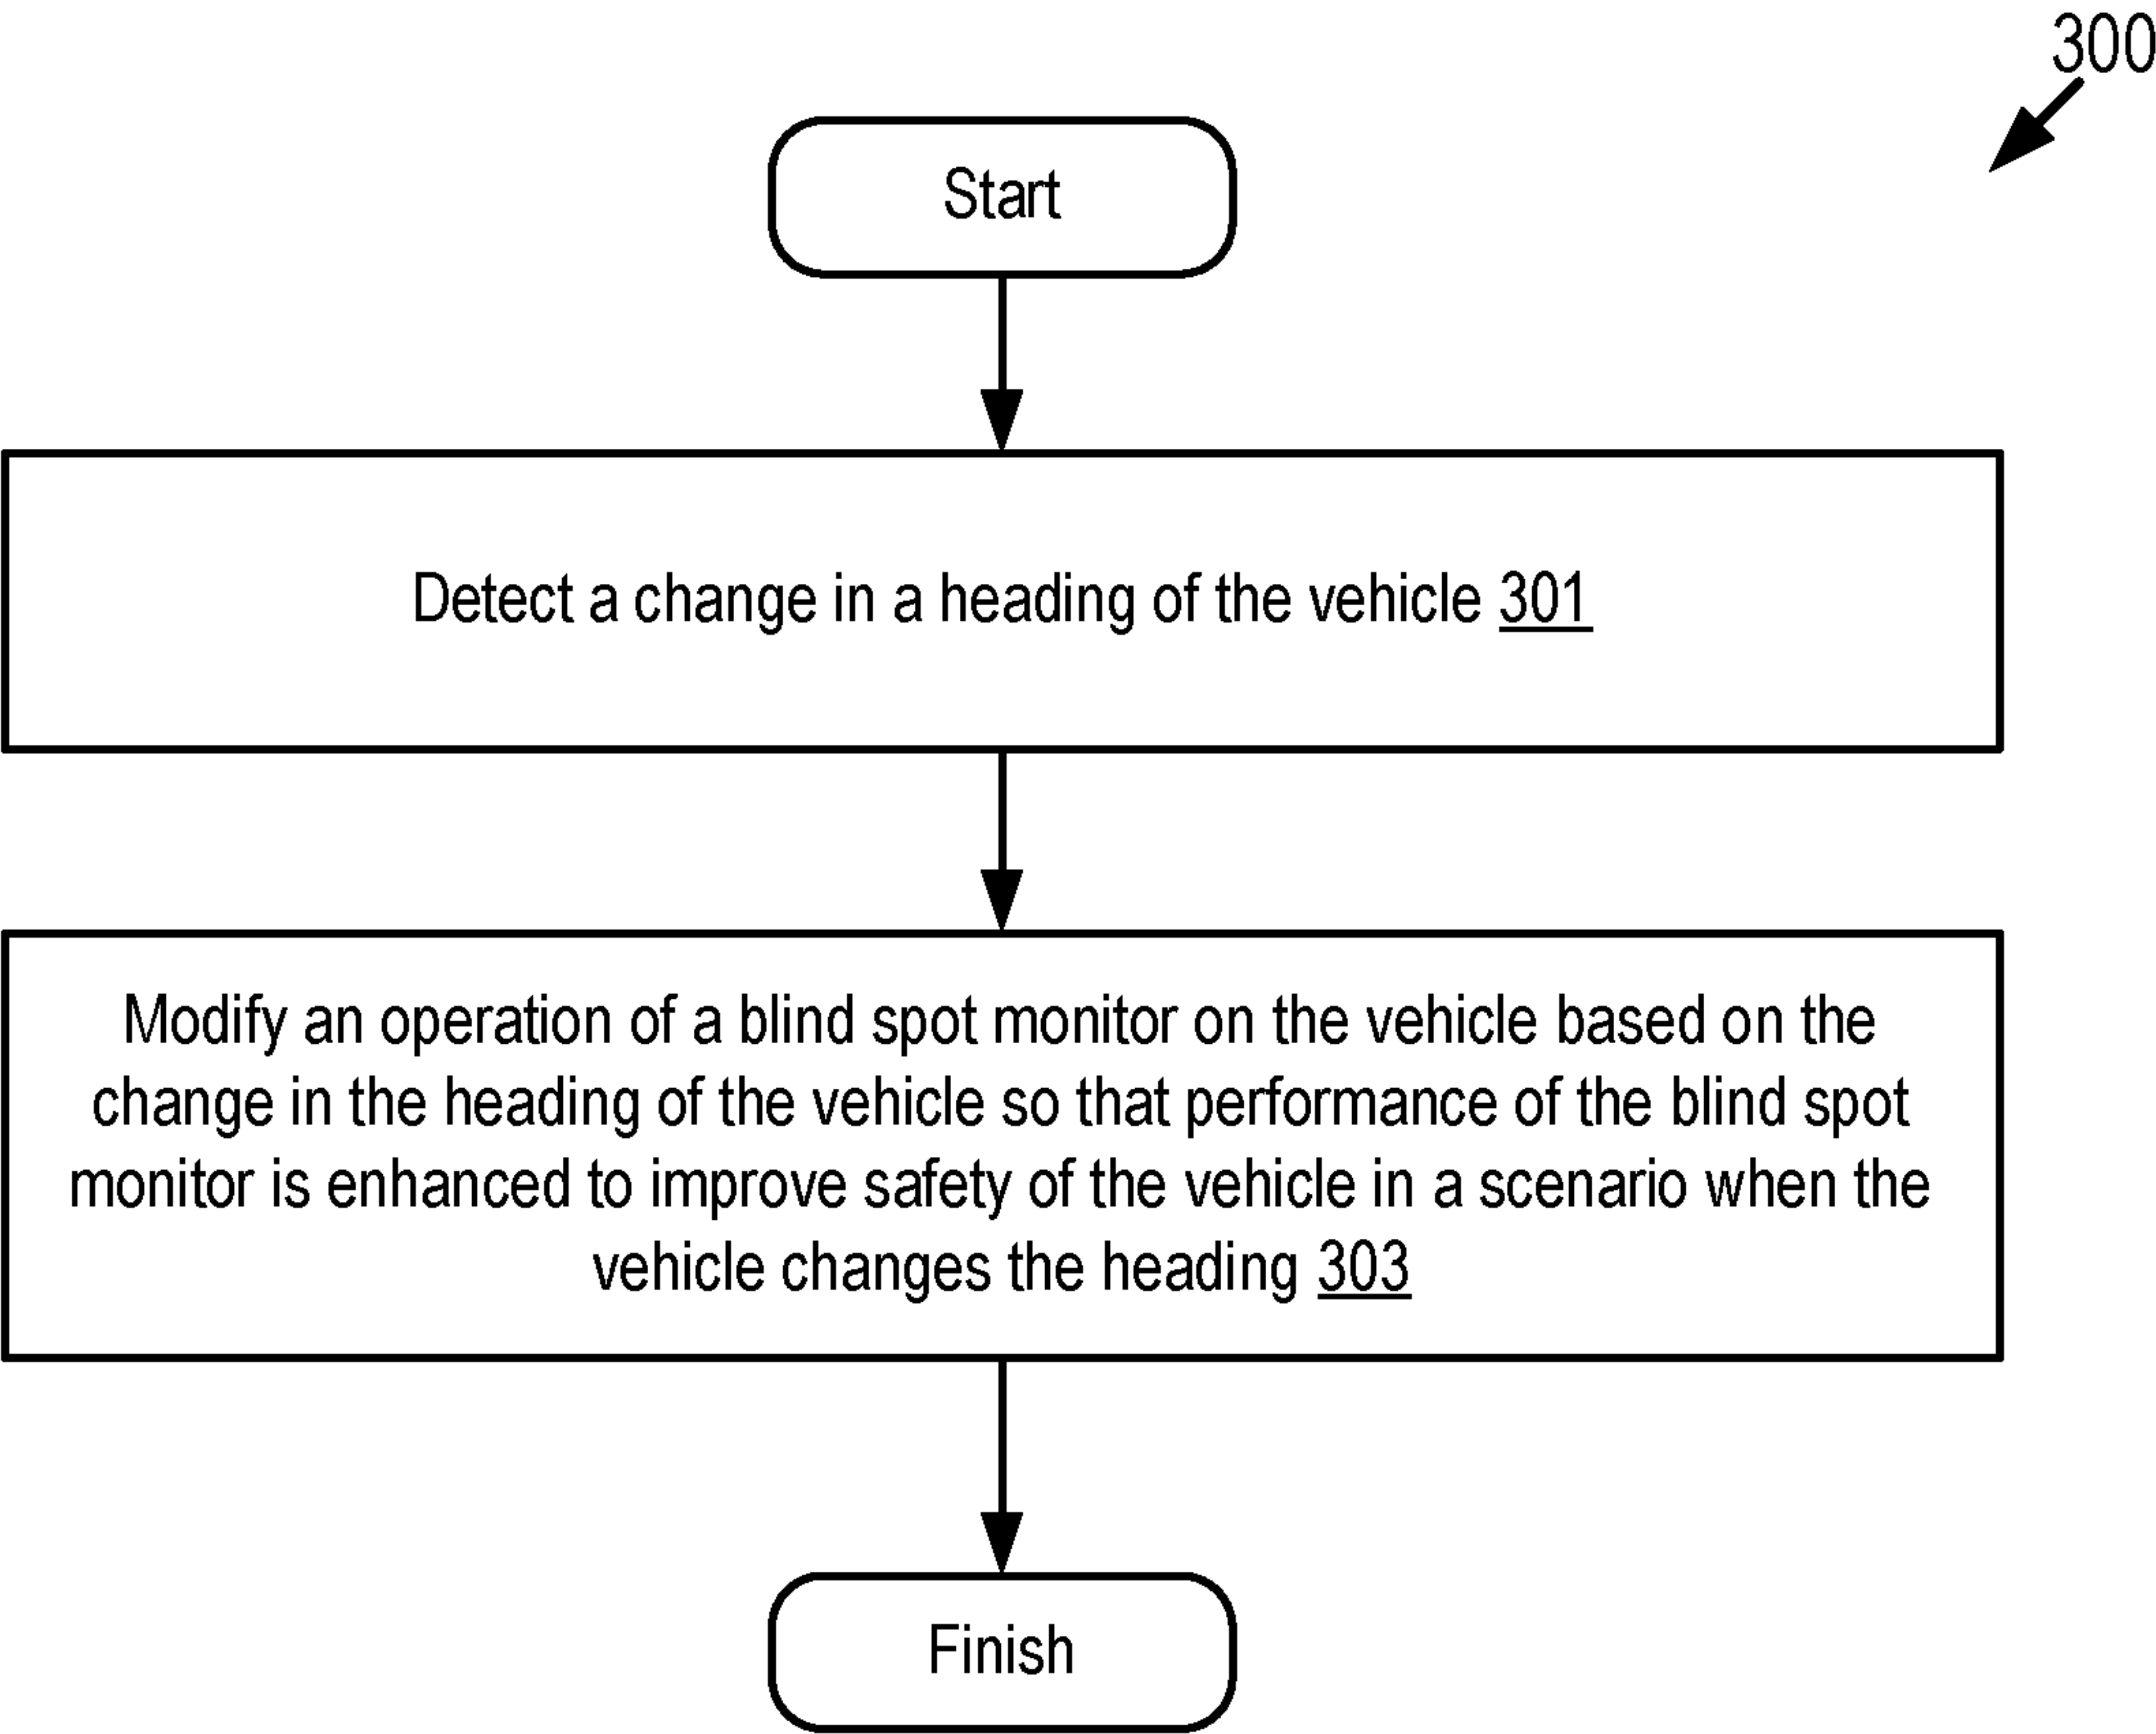 300
Start
Detect a change in a heading of the vehicle 301
Modify an operation of a blind spot monitor on the vehicle based on the
change in the heading of the vehicle so that performance of the blind spot
monitor is enhanced to improve safety of the vehicle in a scenario when the
vehicle changes the heading 303
Finish